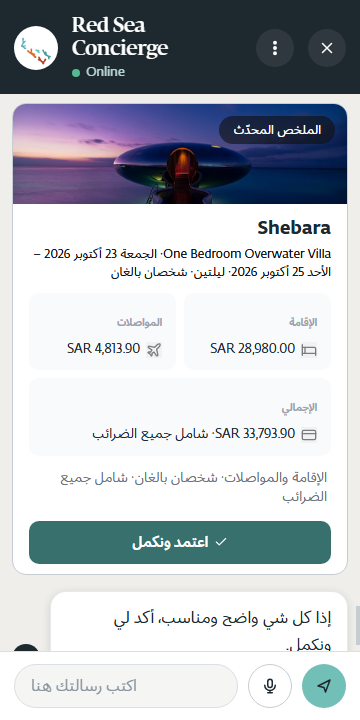 Red Sea
Concierge
Online
الملخص المحدّث
Shebara
One Bedroom Overwater Villa· الجمعة 23 أكتوبر 2026 –
الأحد 25 أكتوبر 2026· ليلتين· شخصان بالغان
الإقامة
SAR 28,980.00
المواصلات
SAR 4,813.90
الإجمالي
SAR 33,793.90· شامل جميع الضرائب
الإقامة والمواصلات· شخصان بالغان· شامل جميع
الضرائب
اعتمد ونكمل
إذا كل شي واضح ومناسب، أكد لي
ونكمل.
اكتب رسالتك هنا